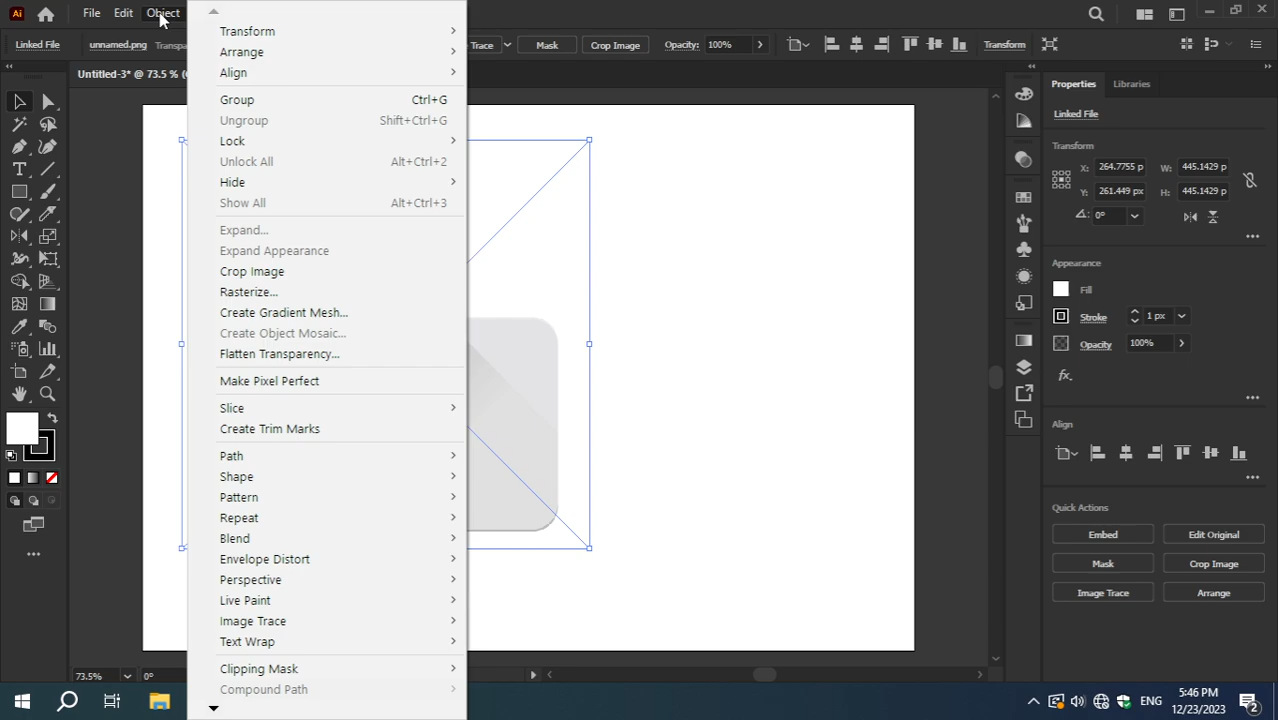 Ai File Edit Object
Linked File unnamed.png Transpa Trace Mask Crop Image Opacity: 100% Transform
Untitled-3* @ 73.5 % (
Transform
Arrange
Align
Group Ctrl+G
Ungroup Shift+Ctrl+G
Lock
Unlock All Alt+Ctrl+2
Hide
Show All Alt+Ctrl+3
Expand...
Expand Appearance
Crop Image
Rasterize...
Create Gradient Mesh...
Create Object Mosaic...
Flatten Transparency...
Make Pixel Perfect
Slice
Create Trim Marks
Path
Shape
Pattern
Repeat
Blend
Envelope Distort
Perspective
Live Paint
Image Trace
Text Wrap
Clipping Mask
Compound Path
Properties Libraries
Linked File
Transform
X: 264.7755 p W: 445.1429 p
Y: 261.449 px H: 445.1429 p
0°
Appearance
Fill
Stroke 1 px
Opacity 100%
fx.
Align
Quick Actions
Embed Edit Original
Mask Crop Image
Image Trace Arrange
73.5% 0°
ENG 5:46 PM
12/23/2023
2